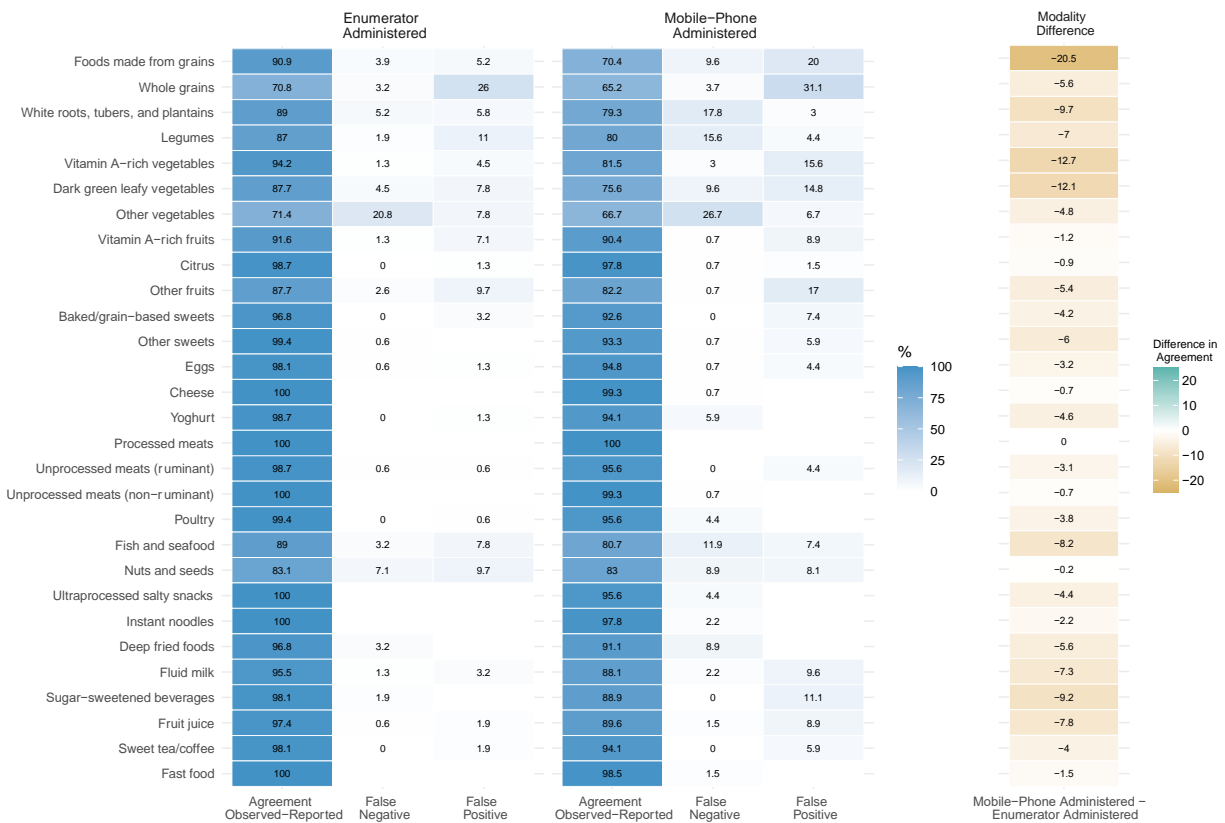 Enumerator
Administered
Mobile−Phone
Administered
Modality
Difference
Foods made from grains 90.9 3.9 5.2 70.4 9.6 20 −20.5
Whole grains 70.8 3.2 26 65.2 3.7 31.1 −5.6
White roots, tubers, and plantains 89 5.2 5.8 79.3 17.8 3 −9.7
Legumes 87 1.9 11 80 15.6 4.4 −7
Vitamin A−rich vegetables 94.2 1.3 4.5 81.5 3 15.6 −12.7
Dark green leafy vegetables 87.7 4.5 7.8 75.6 9.6 14.8 −12.1
Other vegetables 71.4 20.8 7.8 66.7 26.7 6.7 −4.8
Vitamin A−rich fruits 91.6 1.3 7.1 90.4 0.7 8.9 −1.2
Citrus 98.7 0 1.3 97.8 0.7 1.5 −0.9
Other fruits 87.7 2.6 9.7 82.2 0.7 17 −5.4
Baked/grain−based sweets 96.8 0 3.2 92.6 0 7.4 −4.2
Other sweets 99.4 0.6 93.3 0.7 5.9 −6
Eggs 98.1 0.6 1.3 94.8 0.7 4.4 −3.2
Cheese 100 99.3 0.7 −0.7
Yoghurt 98.7 0 1.3 94.1 5.9 −4.6
Processed meats 100 100 0
Unprocessed meats (ruminant) 98.7 0.6 0.6 95.6 0 4.4 −3.1
Unprocessed meats (non−ruminant) 100 99.3 0.7 −0.7
Poultry 99.4 0 0.6 95.6 4.4 −3.8
Fish and seafood 89 3.2 7.8 80.7 11.9 7.4 −8.2
Nuts and seeds 83.1 7.1 9.7 83 8.9 8.1 −0.2
Ultraprocessed salty snacks 100 95.6 4.4 −4.4
Instant noodles 100 97.8 2.2 −2.2
Deep fried foods 96.8 3.2 91.1 8.9 −5.6
Fluid milk 95.5 1.3 3.2 88.1 2.2 9.6 −7.3
Sugar−sweetened beverages 98.1 1.9 88.9 0 11.1 −9.2
Fruit juice 97.4 0.6 1.9 89.6 1.5 8.9 −7.8
Sweet tea/coffee 98.1 0 1.9 94.1 0 5.9 −4
Fast food 100 98.5 1.5 −1.5
Agreement
Observed−Reported
False
Negative
False
Positive
Agreement
Observed−Reported
False
Negative
False
Positive
Mobile−Phone Administered −
Enumerator Administered
%
100
75
50
25
0
Difference in
Agreement
20
10
0
−10
−20